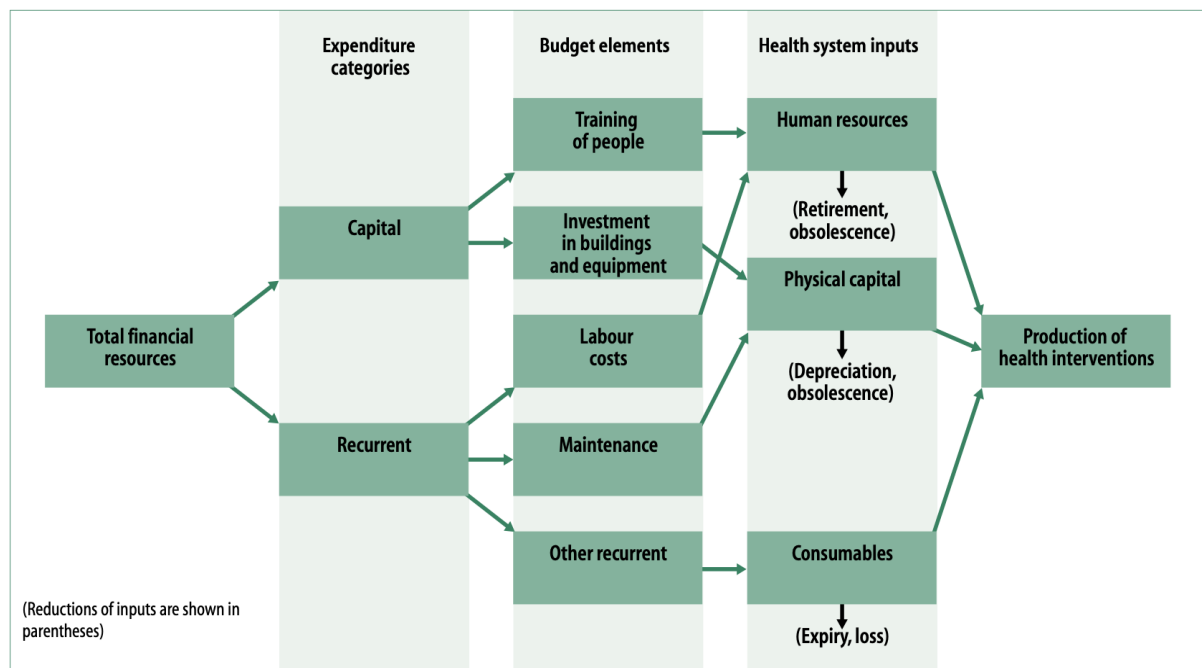 Expenditure
categories
Budget elements
Health system inputs
Training
of people
Human resources
(Retirement,
obsolescence)
Capital
Investment
in buildings
and equipment
Physical capital
(Depreciation,
obsolescence)
Total financial
resources
Labour
costs
Production of
health interventions
Recurrent
Maintenance
Other recurrent
Consumables
(Expiry, loss)
(Reductions of inputs are shown in
parentheses)